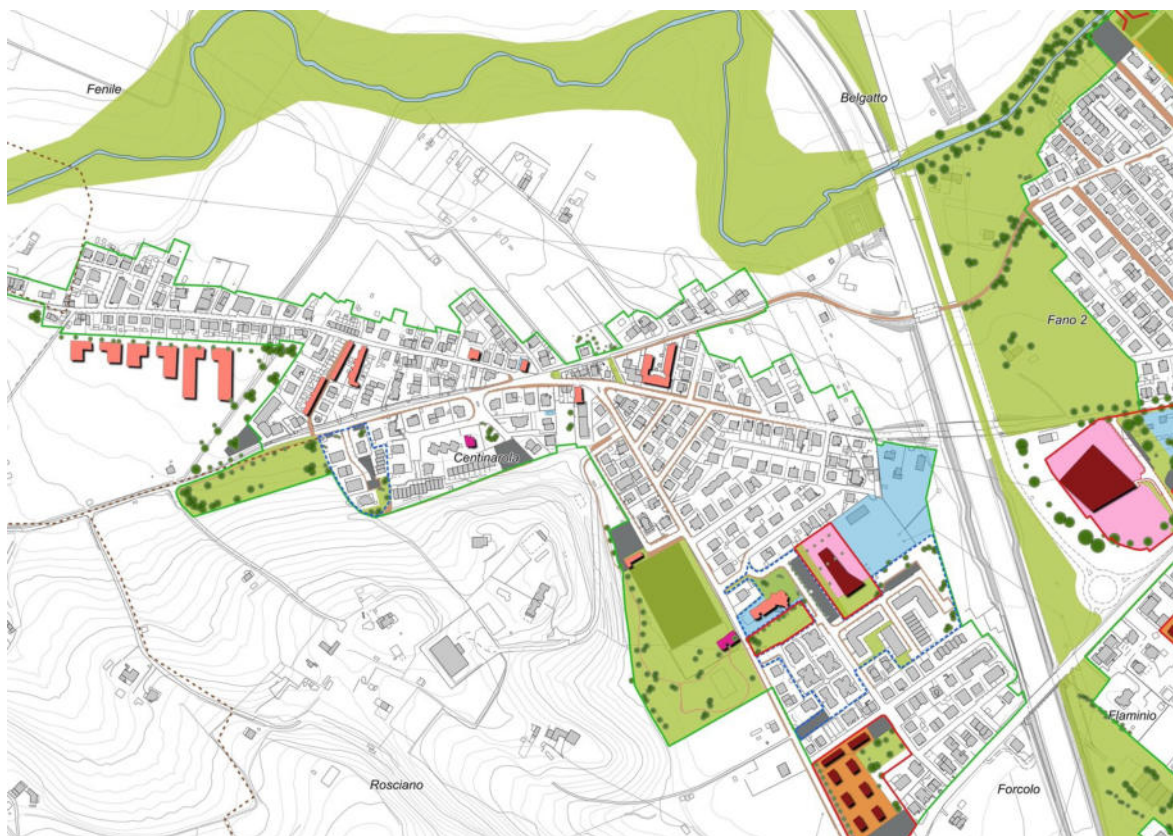 Fenile
Belgatto
Fano 2
Centinarola
Flaminio
Rosciano
Forcolo